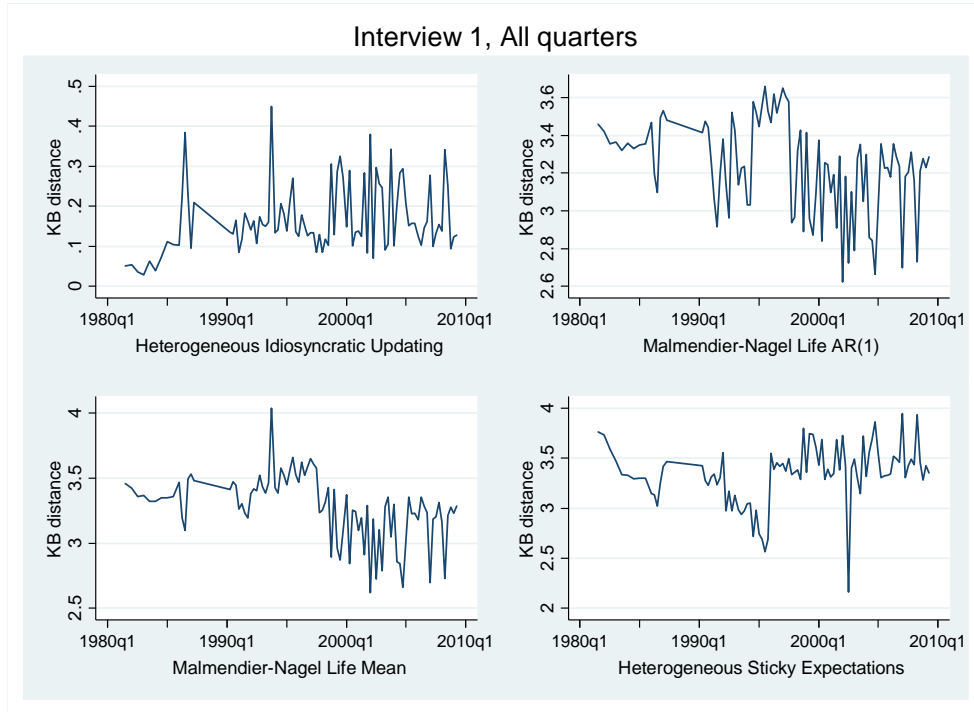 Interview 1, All quarters
KB distance
0 .1 .2 .3 .4 .5
1980q1 1990q1 2000q1 2010q1
Heterogeneous Idiosyncratic Updating
KB distance
2.6 2.8 3 3.2 3.4 3.6
1980q1 1990q1 2000q1 2010q1
Malmendier-Nagel Life AR(1)
KB distance
2.5 3 3.5 4
1980q1 1990q1 2000q1 2010q1
Malmendier-Nagel Life Mean
KB distance
2 2.5 3 3.5 4
1980q1 1990q1 2000q1 2010q1
Heterogeneous Sticky Expectations